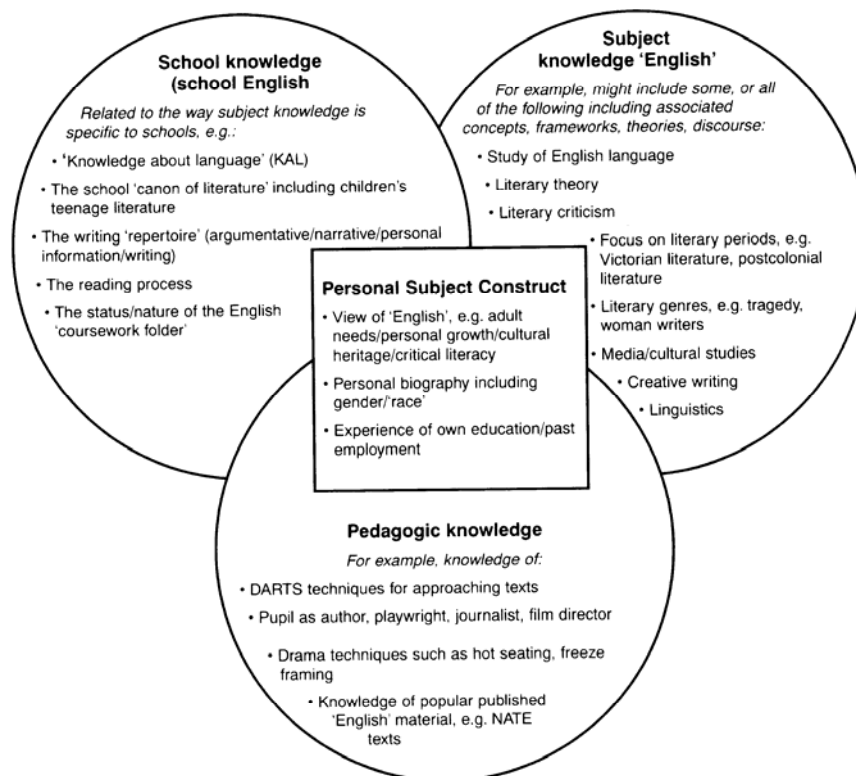 School knowledge
(school English
Related to the way subject knowledge is
specific to schools, e.g.:
• 'Knowledge about language' (KAL)
• The school 'canon of literature' including children's
teenage literature
• The writing 'repertoire' (argumentative/narrative/personal
information/writing)
• The reading process
• The status/nature of the English
'coursework folder'
Subject
knowledge 'English'
For example, might include some, or all
of the following including associated
concepts, frameworks, theories, discourse:
• Study of English language
• Literary theory
• Literary criticism
• Focus on literary periods, e.g.
Victorian literature, postcolonial
literature
• Literary genres, e.g. tragedy,
woman writers
• Media/cultural studies
• Creative writing
• Linguistics
Personal Subject Construct
• View of 'English', e.g. adult
needs/personal growth/cultural
heritage/critical literacy
• Personal biography including
gender/'race'
• Experience of own education/past
employment
Pedagogic knowledge
For example, knowledge of:
• DARTS techniques for approaching texts
• Pupil as author, playwright, journalist, film director
• Drama techniques such as hot seating, freeze
framing
• Knowledge of popular published
'English' material, e.g. NATE
texts